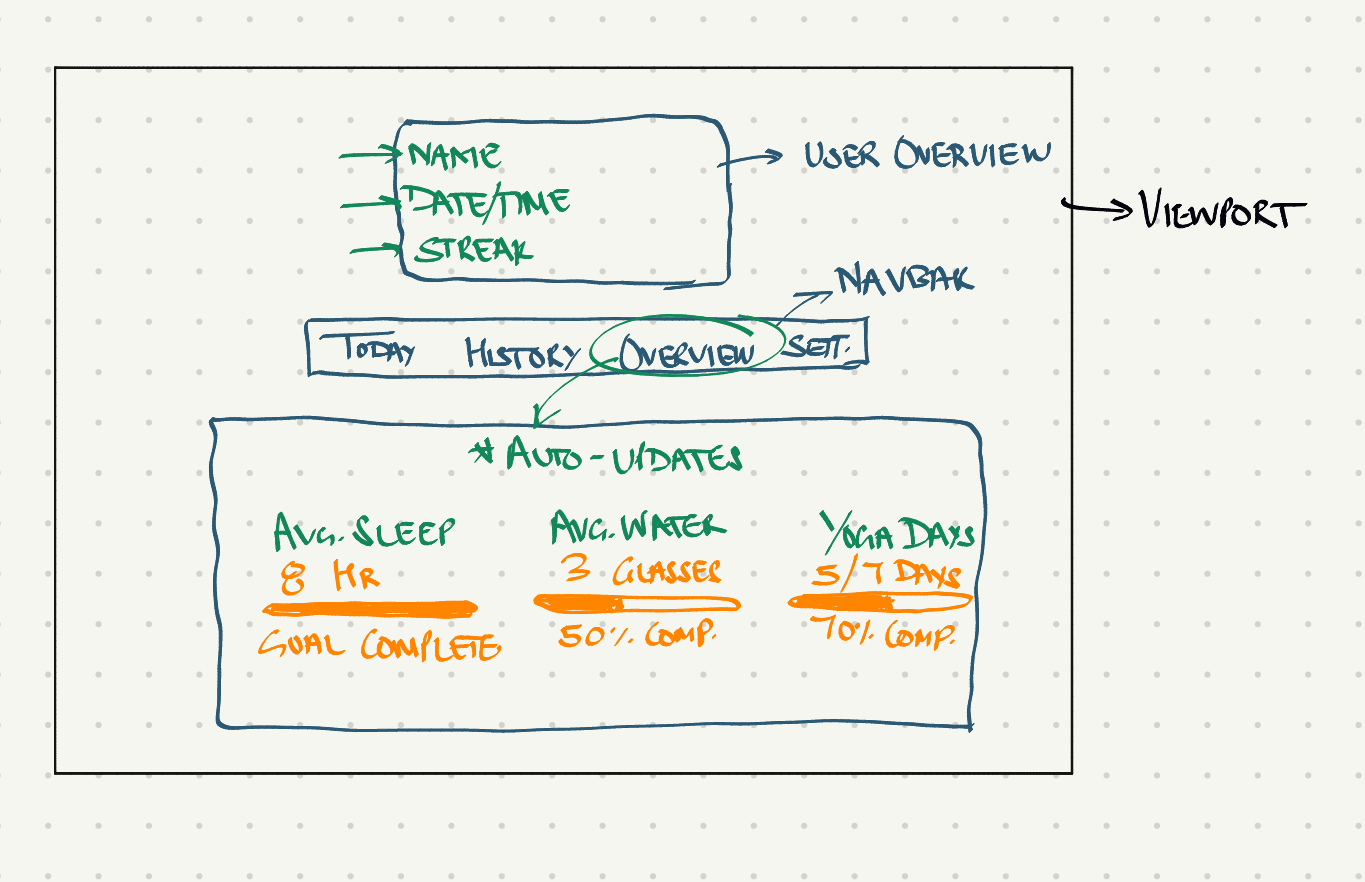 NAME
DATE/TIME
STREAK
USER OVERVIEW
VIEWPORT
NAVBAR
TODAY HISTORY OVERVIEW SETT.
* AUTO-UPDATES
AVG. SLEEP
8 HR
GOAL COMPLETE
AVG. WATER
3 GLASSES
50% COMP.
YOGA DAYS
5/7 DAYS
70% COMP.